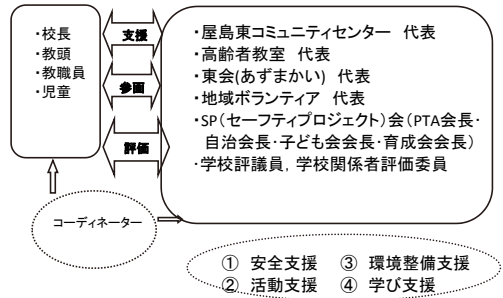 ・校長
・教頭
・教職員
・児童
支援
参画
評価
・屋島東コミュニティセンター　代表
・高齢者教室　代表
・東会(あずまかい)　代表
・地域ボランティア　代表
・SP(セーフティプロジェクト)会(PTA会長・
自治会長・子ども会会長・育成会会長)
・学校評議員，学校関係者評価委員
コーディネーター
①　安全支援　③　環境整備支援
②　活動支援　④　学び支援